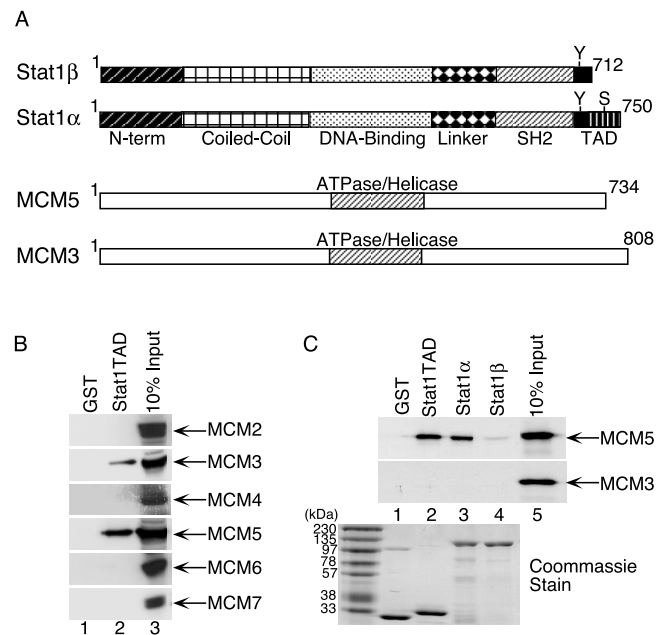 A
Stat1β 1 Y 712
Stat1α 1 Y S 750
N-term Coiled-Coil DNA-Binding Linker SH2 TAD
ATPase/Helicase
MCM5 1 734
ATPase/Helicase
MCM3 1 808
B
GST Stat1TAD 10% Input
MCM2
MCM3
MCM4
MCM5
MCM6
MCM7
1 2 3
C
GST Stat1TAD Stat1α Stat1β 10% Input
MCM5
MCM3
(kDa) 1 2 3 4 5
230
135
97
78
57
38
33
Coommassie
Stain